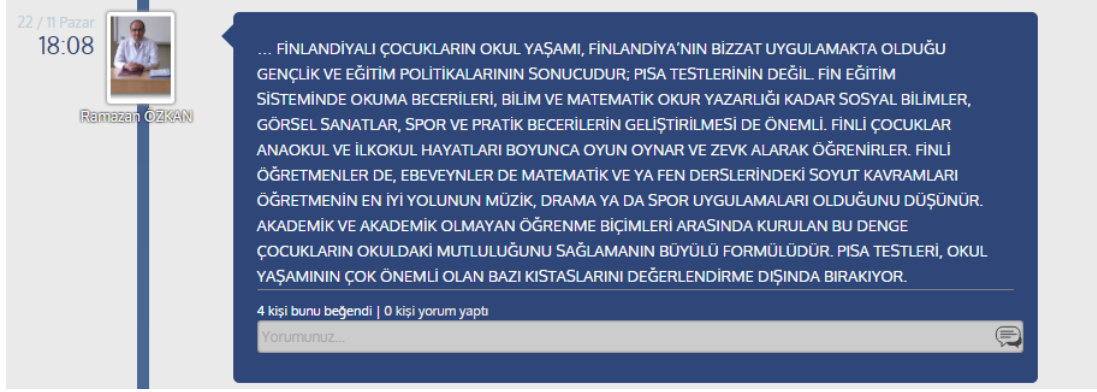 22 / 11 Pazar
18:08
Ramazan ÖZKAN
... FİNLANDİYALI ÇOCUKLARIN OKUL YAŞAMI, FİNLANDİYA'NIN BİZZAT UYGULAMAKTA OLDUĞU
GENÇLİK VE EĞİTİM POLİTİKALARININ SONUCUDUR; PISA TESTLERİNİN DEĞİL. FİN EĞİTİM
SİSTEMİNDE OKUMA BECERİLERİ, BİLİM VE MATEMATİK OKUR YAZARLIĞI KADAR SOSYAL BİLİMLER,
GÖRSEL SANATLAR, SPOR VE PRATİK BECERİLERİN GELİŞTİRİLMESİ DE ÖNEMLİ. FİNLİ ÇOCUKLAR
ANAOKUL VE İLKOKUL HAYATLARI BOYUNCA OYUN OYNAR VE ZEVK ALARAK ÖĞRENİRLER. FİNLİ
ÖĞRETMENLER DE, EBEVEYNLER DE MATEMATİK VE YA FEN DERSLERİNDEKİ SOYUT KAVRAMLARI
ÖĞRETMENİN EN İYİ YOLUNUN MÜZİK, DRAMA YA DA SPOR UYGULAMALARI OLDUĞUNU DÜŞÜNÜR.
AKADEMİK VE AKADEMİK OLMAYAN ÖĞRENME BİÇİMLERİ ARASINDA KURULAN BU DENGE
ÇOCUKLARIN OKULDAKİ MUTLULUĞUNU SAĞLAMANIN BÜYÜLÜ FORMÜLÜDÜR. PISA TESTLERİ, OKUL
YAŞAMININ ÇOK ÖNEMLİ OLAN BAZI KISTASLARINI DEĞERLENDİRME DIŞINDA BIRAKIYOR.
4 kişi bunu beğendi | 0 kişi yorum yaptı
Yorumunuz...